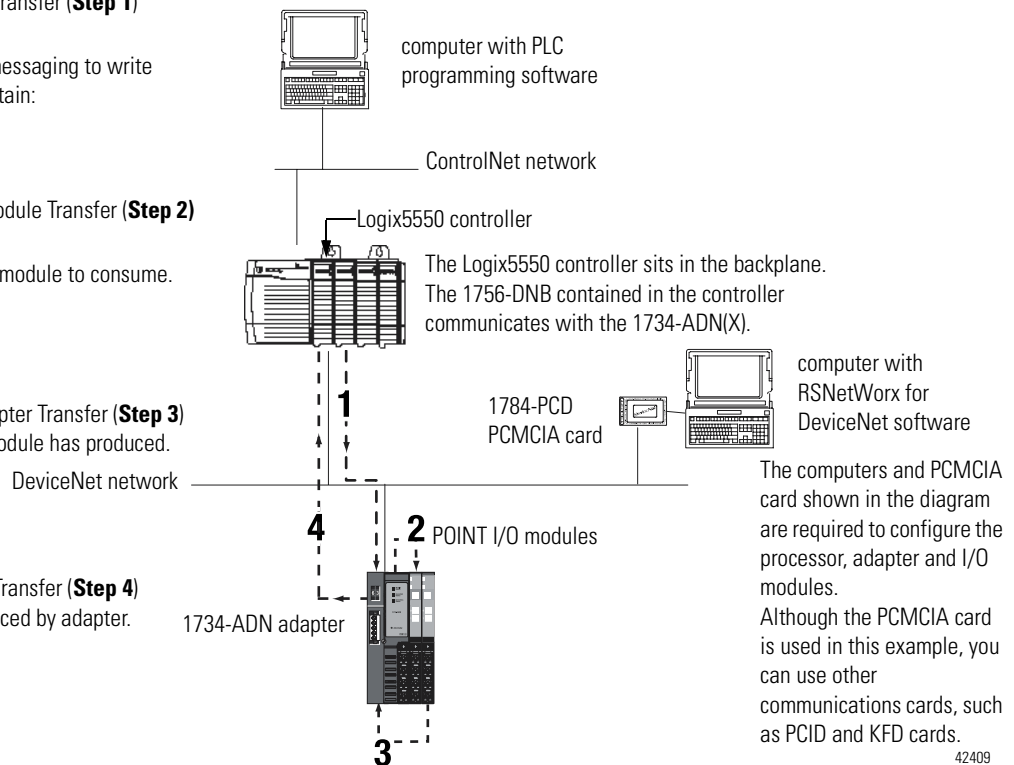 ransfer (Step 1)
nessaging to write
tain:
odule Transfer (Step 2)
module to consume.
pter Transfer (Step 3)
odule has produced.
Transfer (Step 4)
ced by adapter.
computer with PLC
programming software
ControlNet network
Logix5550 controller
The Logix5550 controller sits in the backplane.
The 1756-DNB contained in the controller
communicates with the 1734-ADN(X).
1
1784-PCD
PCMCIA card
computer with
RSNetWorx for
DeviceNet software
DeviceNet network
4
2
POINT I/O modules
1734-ADN adapter
3
The computers and PCMCIA
card shown in the diagram
are required to configure the
processor, adapter and I/O
modules.
Although the PCMCIA card
is used in this example, you
can use other
communications cards, such
as PCID and KFD cards.
42409